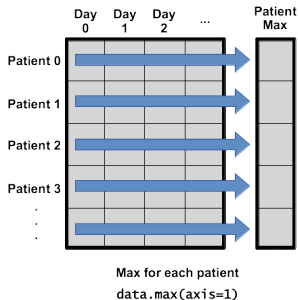 Day 0
Day 1
Day 2
...
Patient Max
Patient 0
Patient 1
Patient 2
Patient 3
.
.
.
Max for each patient
data.max(axis=1)